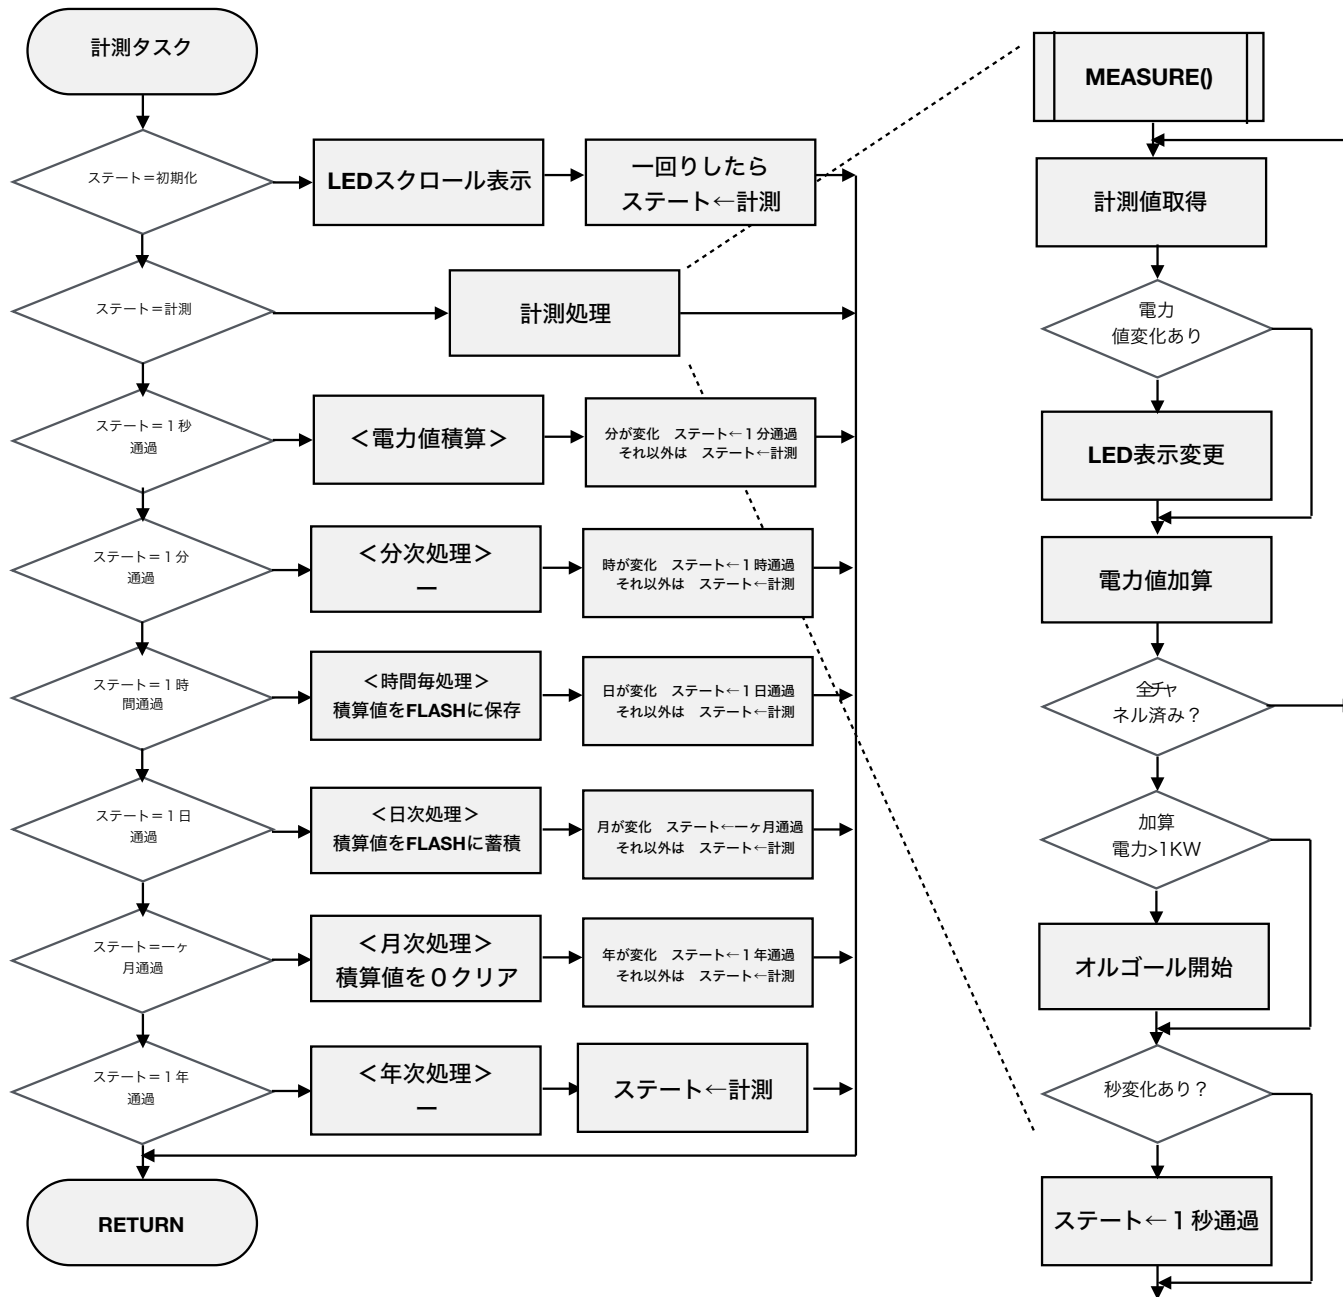 計測タスク
ステート＝初期化
LEDスクロール表示
一回りしたら
ステート←計測
ステート＝計測
計測処理
ステート＝１秒
通過
＜電力値積算＞
分が変化　ステート←１分通過
それ以外は　ステート←計測
ステート＝１分
通過
＜分次処理＞
ー
時が変化　ステート←１時通過
それ以外は　ステート←計測
ステート＝１時
間通過
＜時間毎処理＞
積算値をFLASHに保存
日が変化　ステート←１日通過
それ以外は　ステート←計測
ステート＝１日
通過
＜日次処理＞
積算値をFLASHに蓄積
月が変化　ステート←一ヶ月通過
それ以外は　ステート←計測
ステート＝一ヶ
月通過
＜月次処理＞
積算値を０クリア
年が変化　ステート←１年通過
それ以外は　ステート←計測
ステート＝１年
通過
＜年次処理＞
ー
ステート←計測
RETURN
MEASURE()
計測値取得
電力
値変化あり
LED表示変更
電力値加算
全チャ
ネル済み？
加算
電力>1KW
オルゴール開始
秒変化あり？
ステート←１秒通過